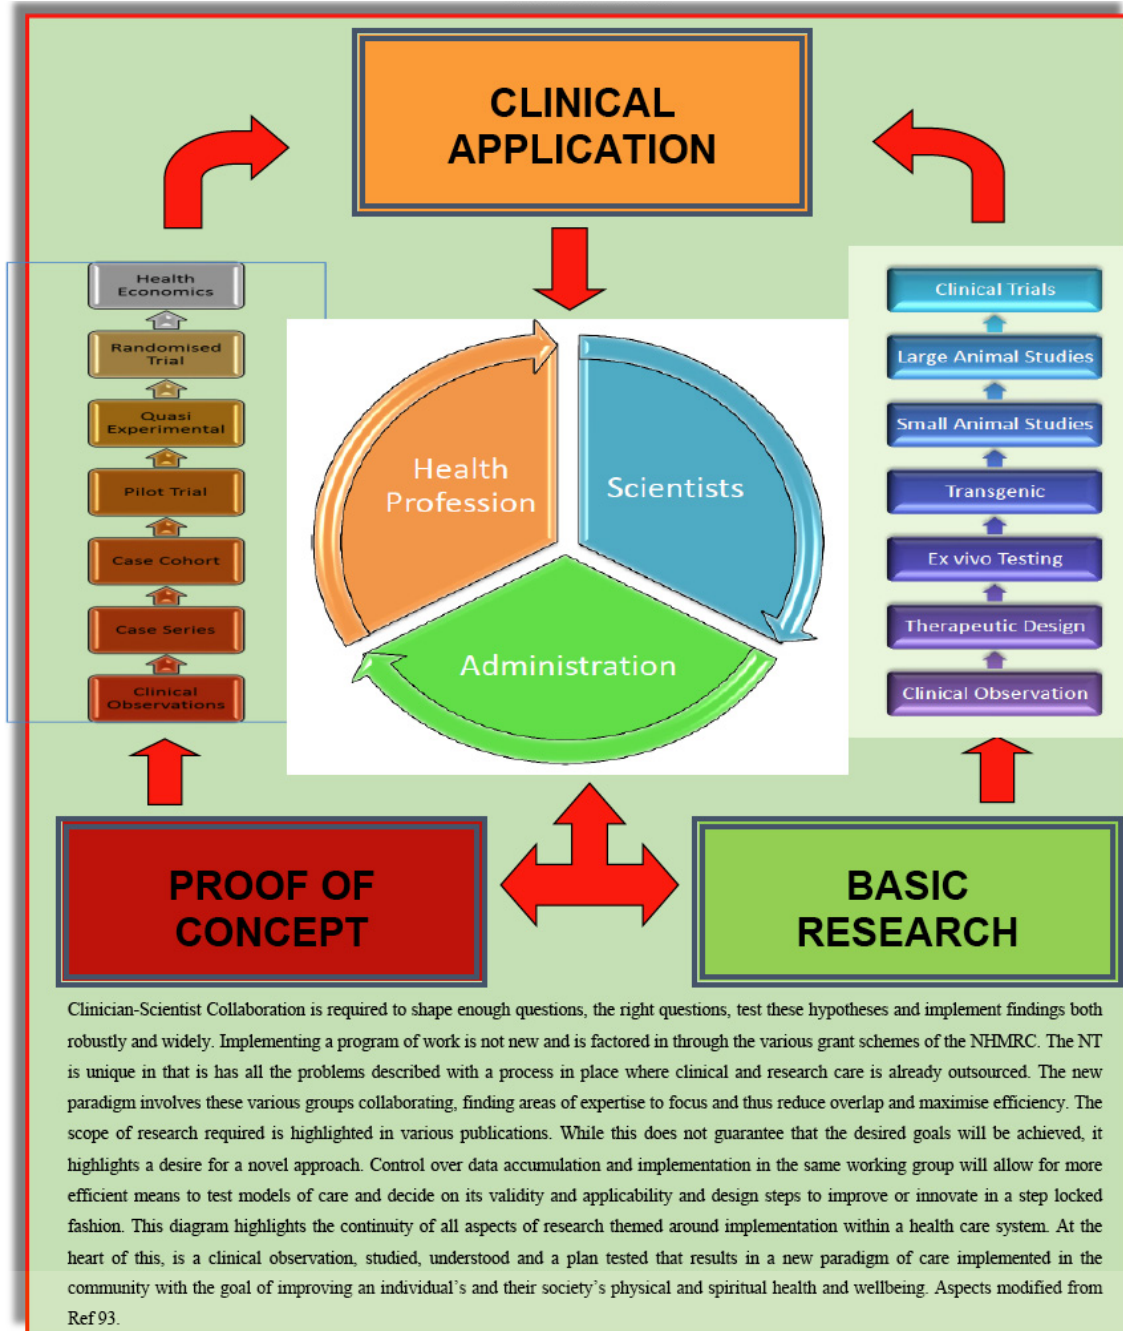 CLINICAL
APPLICATION
Health
Economics
Randomised
Trial
Quasi
Experimental
Pilot Trial
Case Cohort
Case Series
Clinical
Observations
Health
Profession
Scientists
Administration
Clinical Trials
Large Animal Studies
Small Animal Studies
Transgenic
Ex vivo Testing
Therapeutic Design
Clinical Observation
PROOF OF
CONCEPT
BASIC
RESEARCH
Clinician-Scientist Collaboration is required to shape enough questions, the right questions, test these hypotheses and implement findings both
robustly and widely. Implementing a program of work is not new and is factored in through the various grant schemes of the NHMRC. The NT
is unique in that is has all the problems described with a process in place where clinical and research care is already outsourced. The new
paradigm involves these various groups collaborating, finding areas of expertise to focus and thus reduce overlap and maximise efficiency. The
scope of research required is highlighted in various publications. While this does not guarantee that the desired goals will be achieved, it
highlights a desire for a novel approach. Control over data accumulation and implementation in the same working group will allow for more
efficient means to test models of care and decide on its validity and applicability and design steps to improve or innovate in a step locked
fashion. This diagram highlights the continuity of all aspects of research themed around implementation within a health care system. At the
heart of this, is a clinical observation, studied, understood and a plan tested that results in a new paradigm of care implemented in the
community with the goal of improving an individual’s and their society’s physical and spiritual health and wellbeing. Aspects modified from
Ref 93.